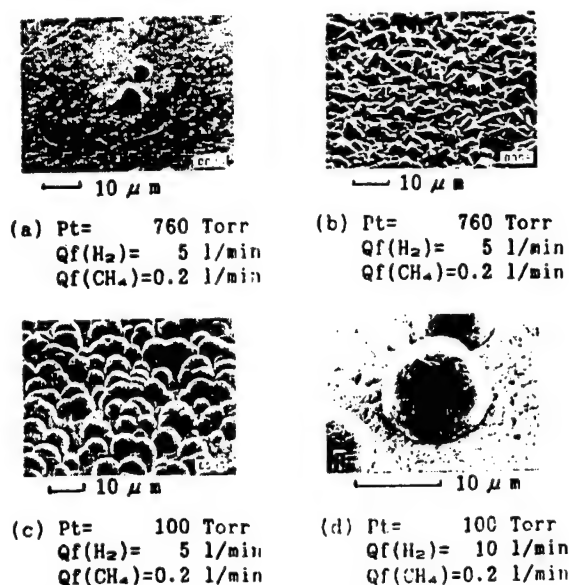 10 μm
10 μm
(a) Pt= 760 Torr
Qf(H₂)= 5 l/min
Qf(CH₄)=0.2 l/min
(b) Pt= 760 Torr
Qf(H₂)= 5 l/min
Qf(CH₄)=0.2 l/min
10 μm
10 μm
(c) Pt= 100 Torr
Qf(H₂)= 5 l/min
Qf(CH₄)=0.2 l/min
(d) Pt= 100 Torr
Qf(H₂)= 10 l/min
Qf(CH₄)=0.2 l/min